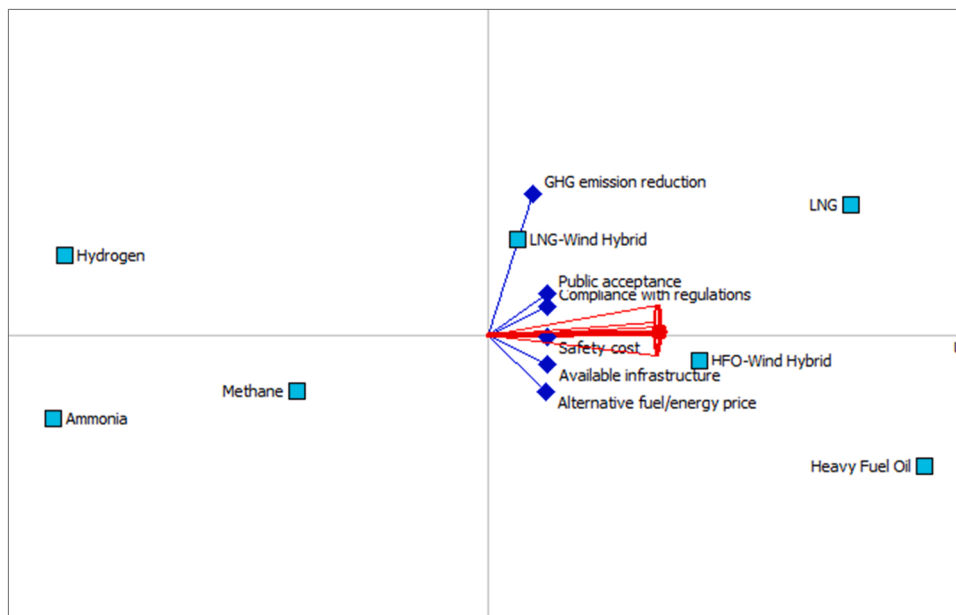 GHG emission reduction
LNG
LNG-Wind Hybrid
Hydrogen
Public acceptance
Compliance with regulations
Safety cost
HFO-Wind Hybrid
Available infrastructure
Methane
Alternative fuel/energy price
Ammonia
Heavy Fuel Oil